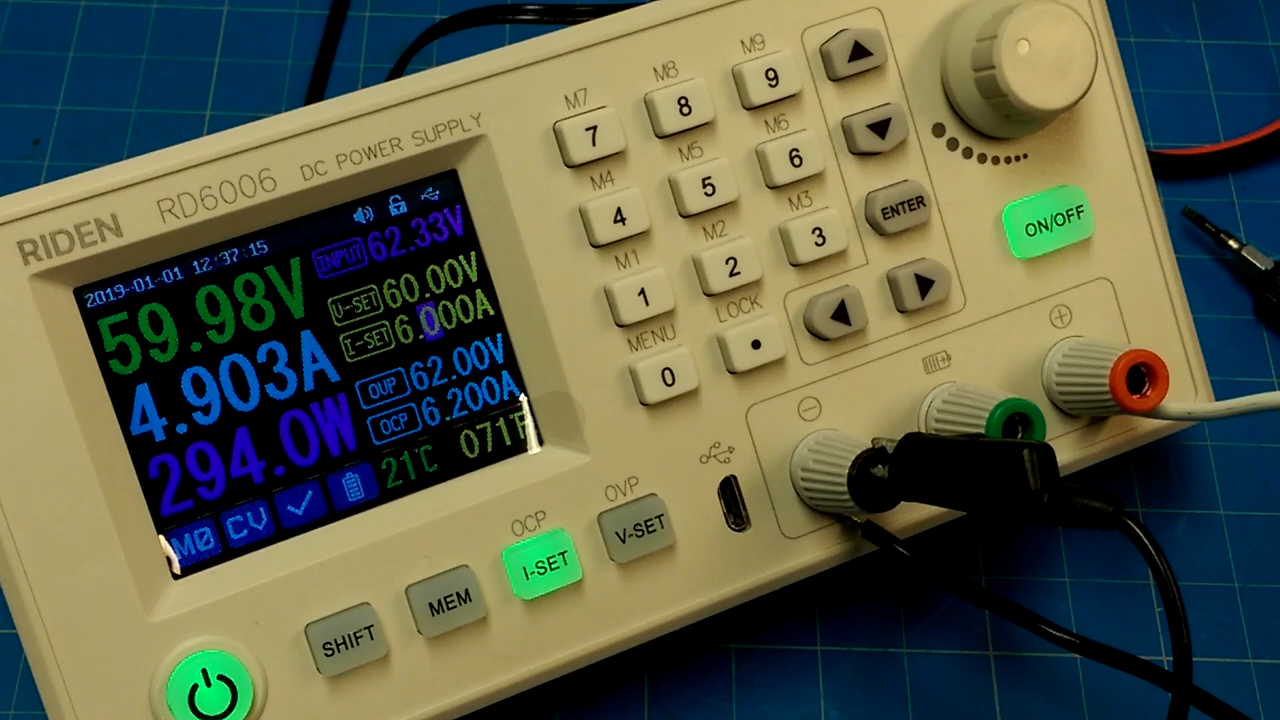 RIDEN RD6006 DC POWER SUPPLY
2019-01-01 12:37:15
INPUT 62.33V
59.98V
V-SET 60.00V
I-SET 6.000A
4.903A
OVP 62.00V
OCP 6.200A
294.0W
21°C 071°F
M0 CV
M7 M8 M9
7 8 9
M4 M5 M6
4 5 6
M1 M2 M3
1 2 3
MENU LOCK
0 •
ENTER
ON/OFF
OCP OVP
SHIFT MEM I-SET V-SET